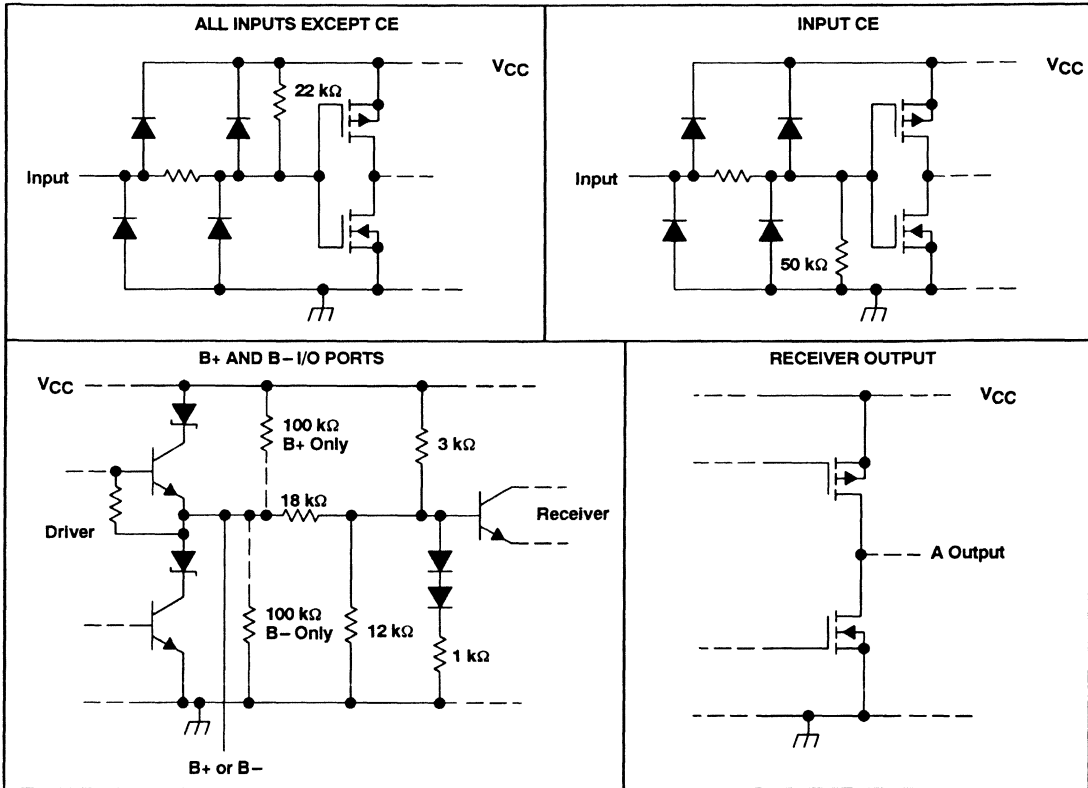 ALL INPUTS EXCEPT CE
VCC
22 kΩ
Input
INPUT CE
VCC
Input
50 kΩ
B+ AND B− I/O PORTS
VCC
100 kΩ
B+ Only
3 kΩ
18 kΩ
Driver
Receiver
100 kΩ
B− Only
12 kΩ
1 kΩ
B+ or B−
RECEIVER OUTPUT
VCC
A Output